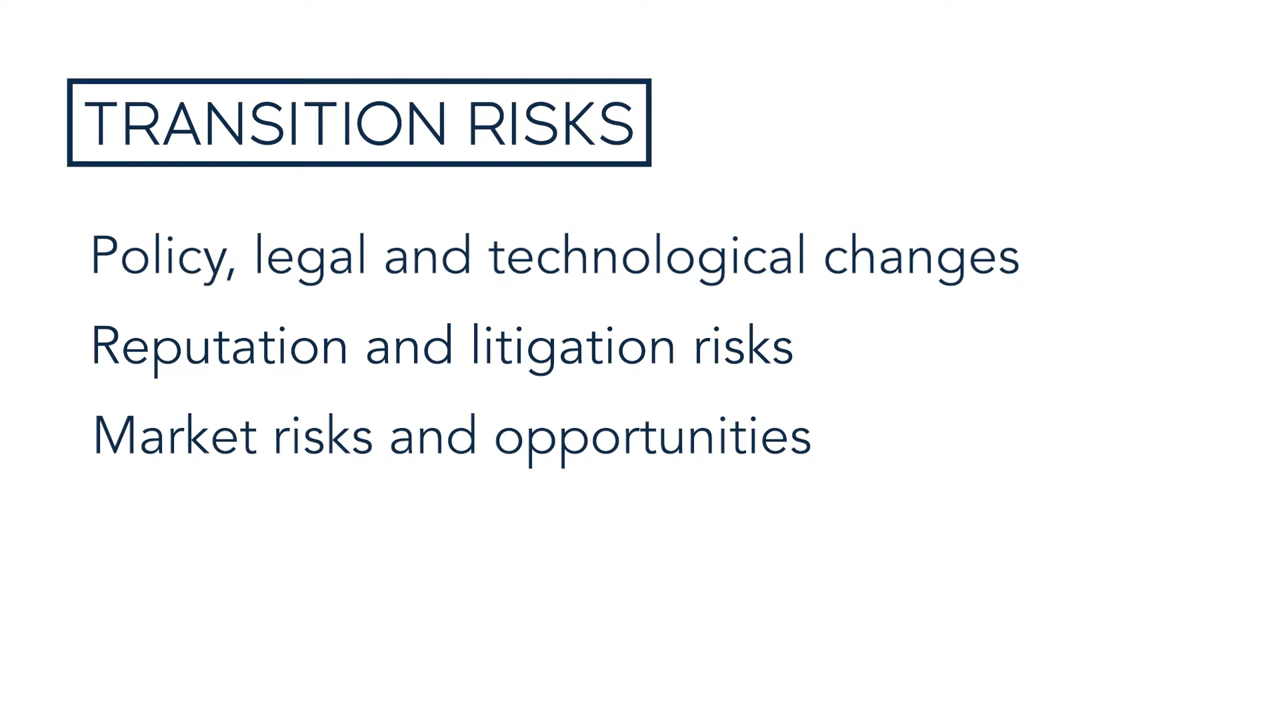 TRANSITION RISKS
Policy, legal and technological changes
Reputation and litigation risks
Market risks and opportunities